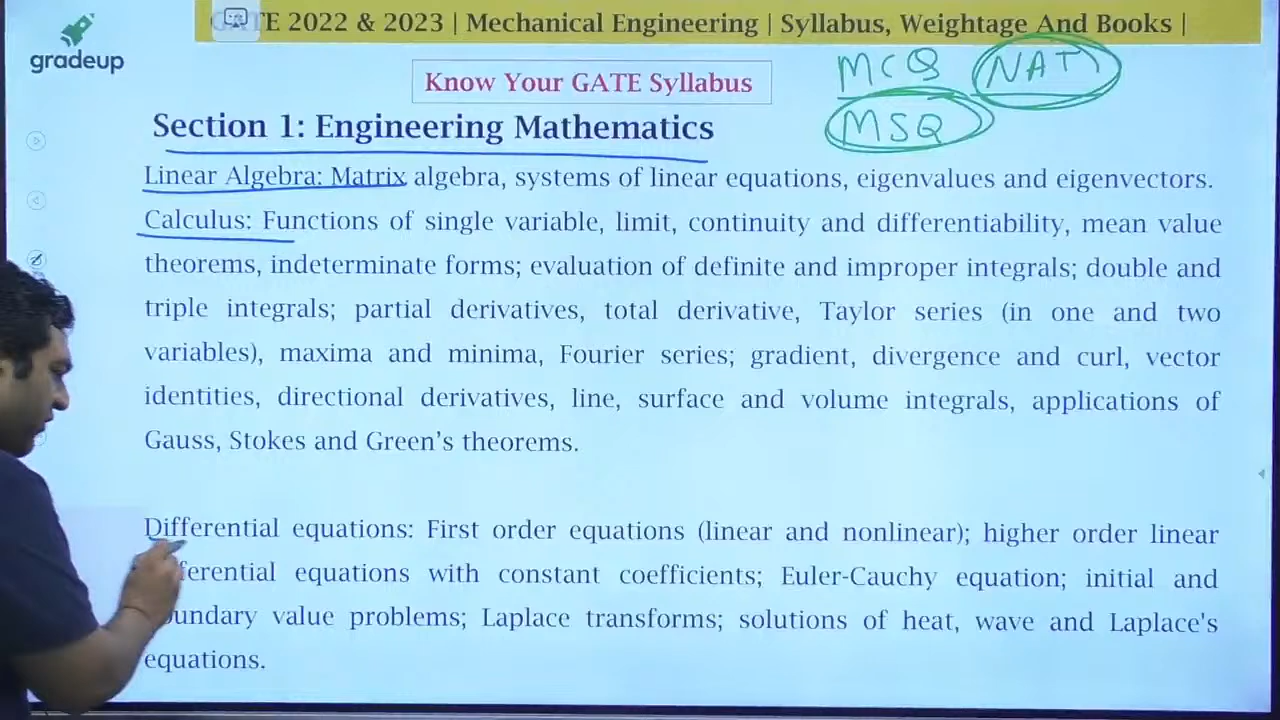 GATE 2022 & 2023 | Mechanical Engineering | Syllabus, Weightage And Books |
gradeup
Know Your GATE Syllabus
MCQ NAT
MSQ
Section 1: Engineering Mathematics
Linear Algebra: Matrix algebra, systems of linear equations, eigenvalues and eigenvectors.
Calculus: Functions of single variable, limit, continuity and differentiability, mean value
theorems, indeterminate forms; evaluation of definite and improper integrals; double and
triple integrals; partial derivatives, total derivative, Taylor series (in one and two
variables), maxima and minima, Fourier series; gradient, divergence and curl, vector
identities, directional derivatives, line, surface and volume integrals, applications of
Gauss, Stokes and Green's theorems.
Differential equations: First order equations (linear and nonlinear); higher order linear
differential equations with constant coefficients; Euler-Cauchy equation; initial and
boundary value problems; Laplace transforms; solutions of heat, wave and Laplace's
equations.